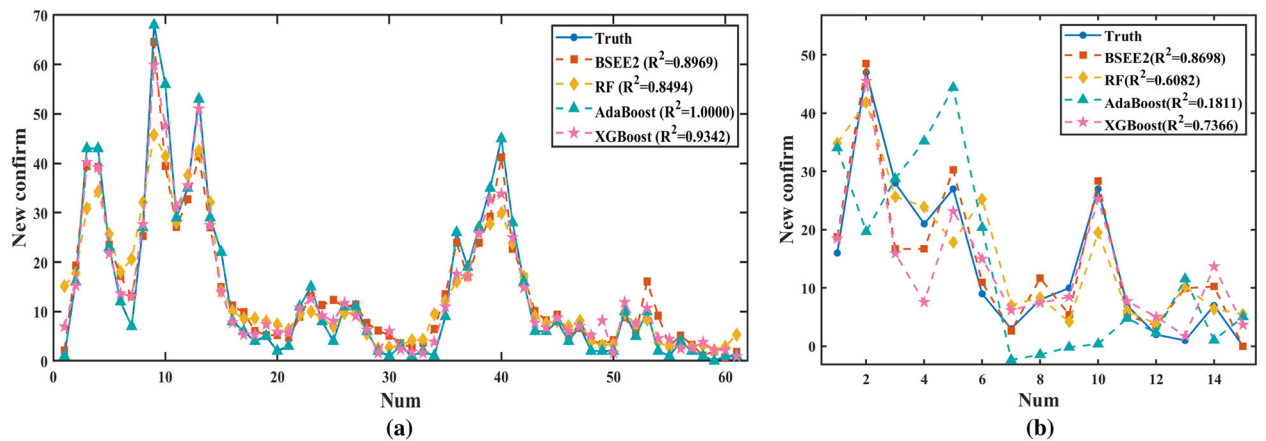 70
60
50
40
30
20
10
0
New confirm
0 10 20 30 40 50 60
Num
Truth
BSEE2 (R²=0.8969)
RF (R²=0.8494)
AdaBoost (R²=1.0000)
XGBoost (R²=0.9342)
(a)
50
40
30
20
10
0
New confirm
2 4 6 8 10 12 14
Num
Truth
BSEE2(R²=0.8698)
RF(R²=0.6082)
AdaBoost(R²=0.1811)
XGBoost(R²=0.7366)
(b)